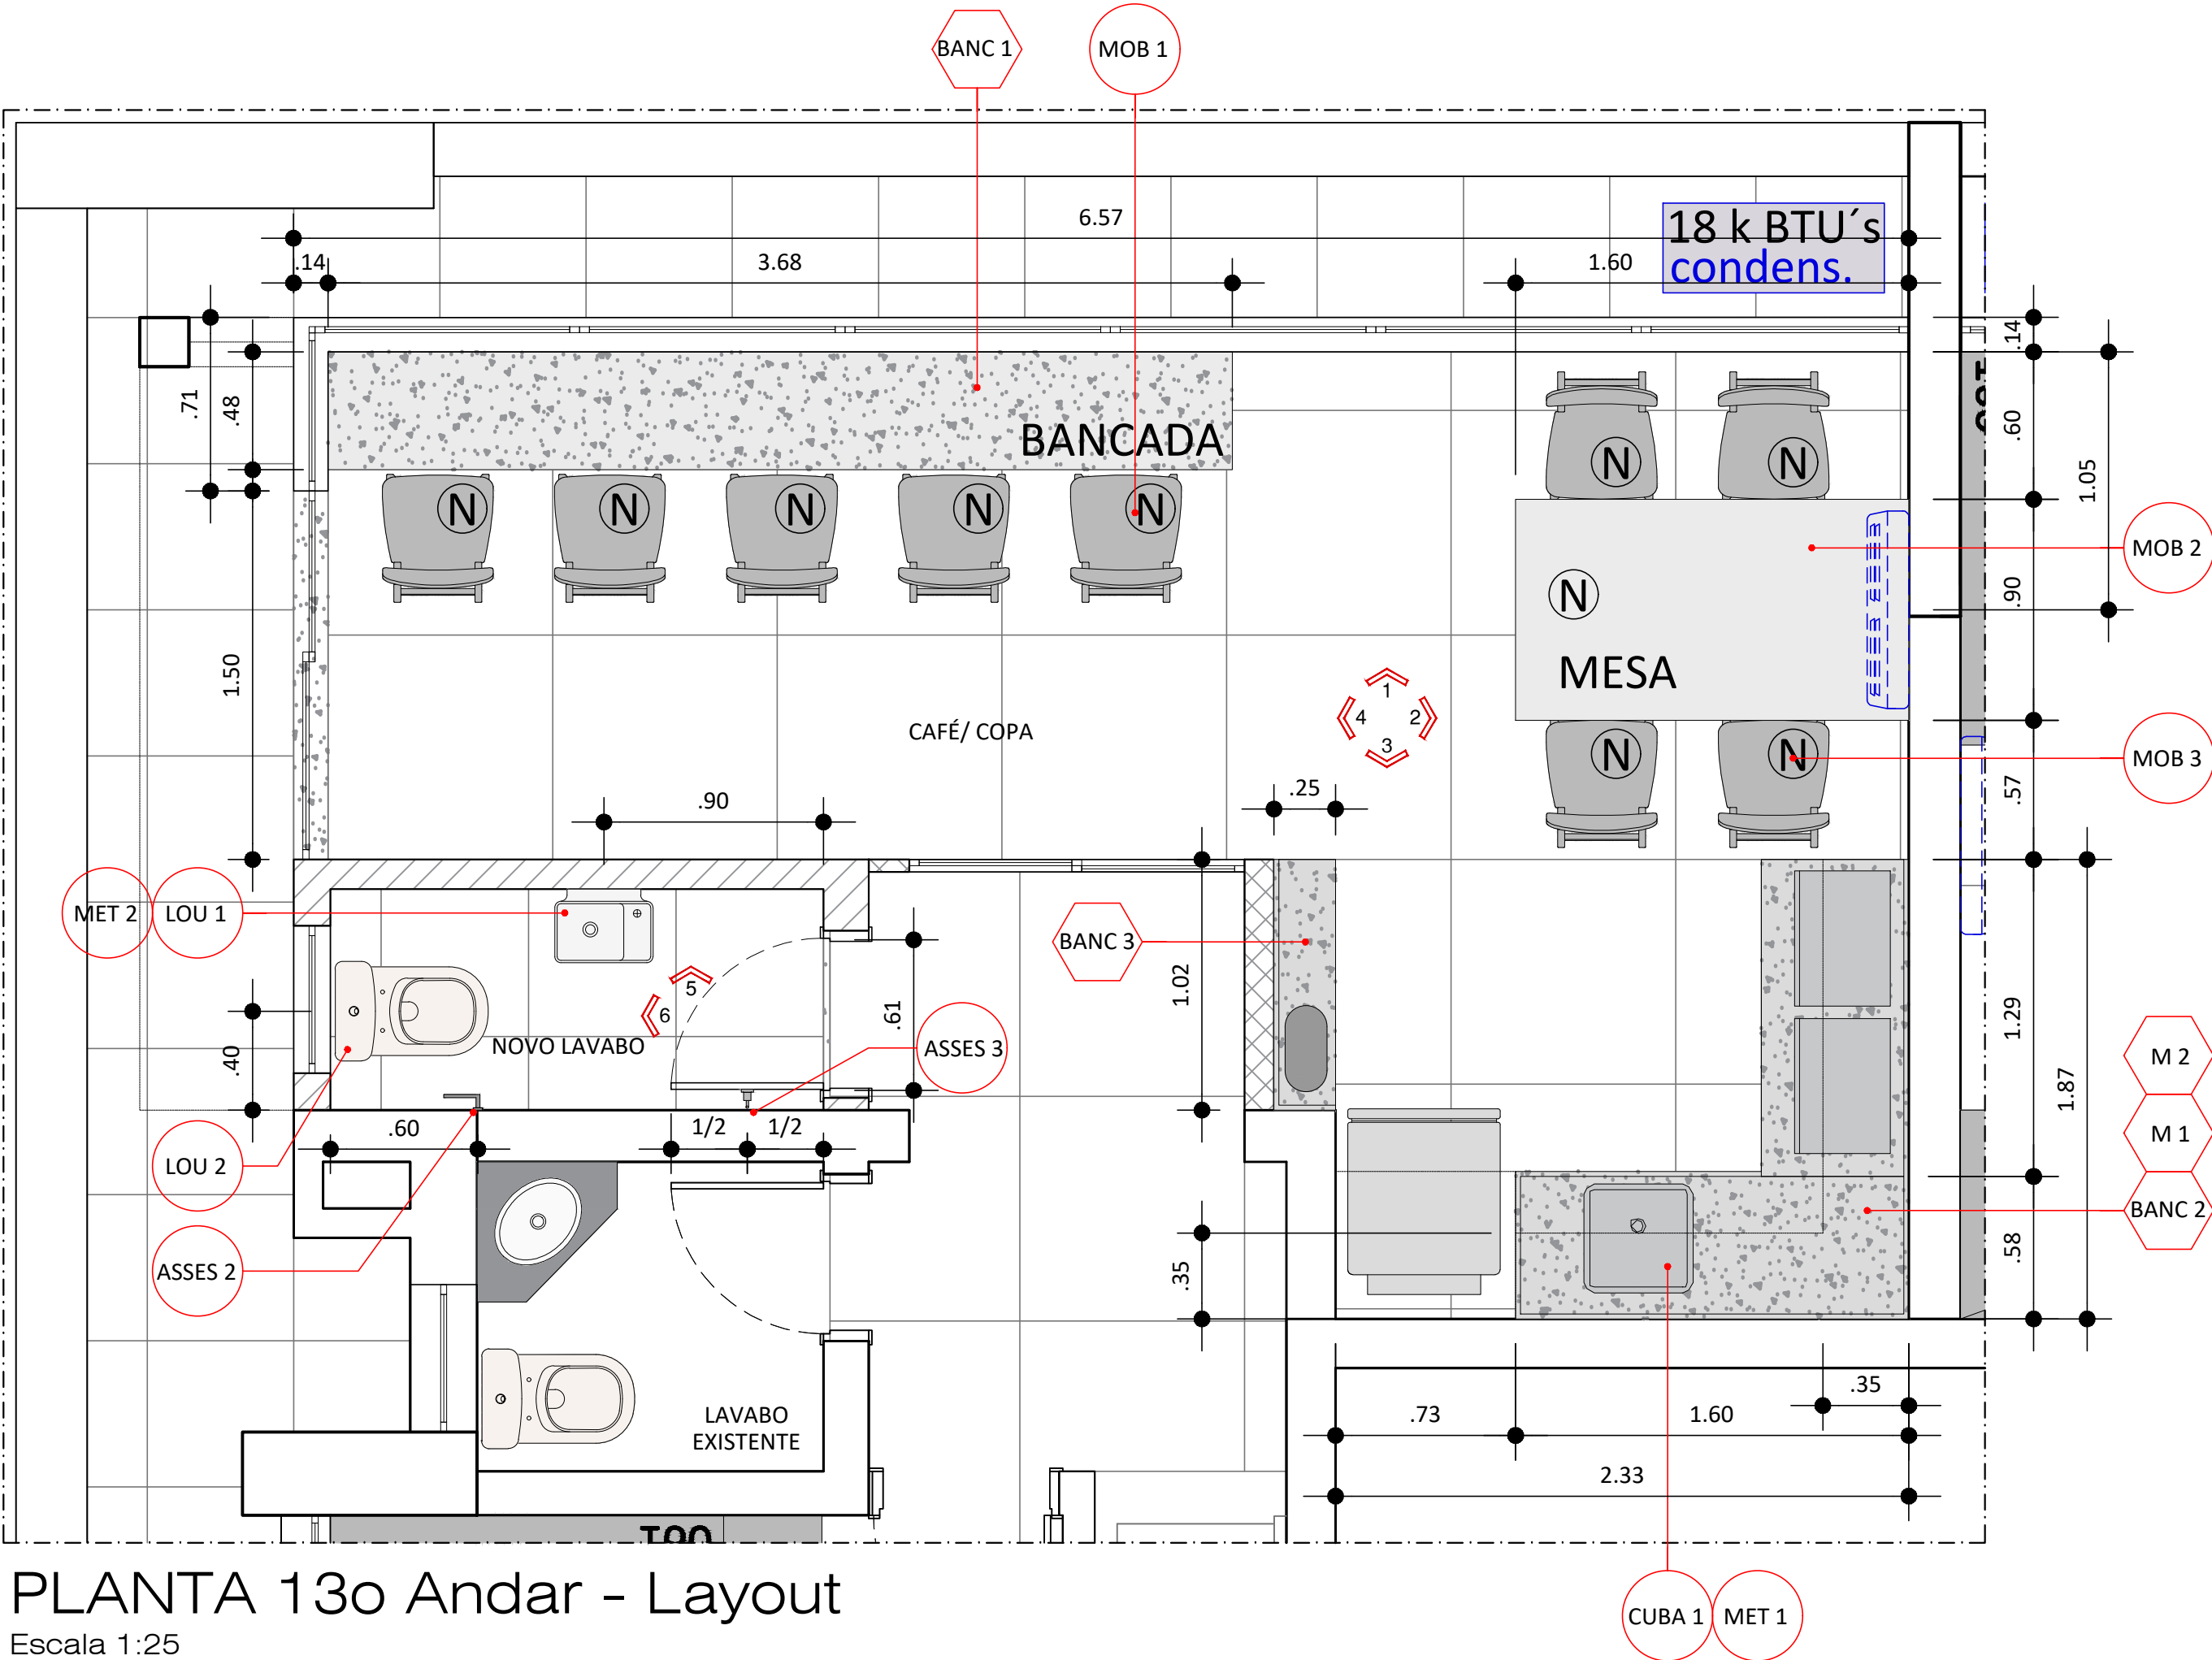 BANC 1
MOB 1
6.57
18 k BTU´s
condens.
.14
3.68
1.60
.14
.71
.48
BANCADA
.60
1.05
N
N
N
N
N
N
N
MOB 2
.90
N
1.50
MESA
CAFÉ/ COPA
1
4
2
3
N
N
MOB 3
.90
.25
.57
MET 2
LOU 1
BANC 3
1.02
5
6
.61
NOVO LAVABO
ASSES 3
1.29
M 2
.40
1.87
M 1
.60
1/2
1/2
LOU 2
BANC 2
ASSES 2
.35
.58
LAVABO
EXISTENTE
.35
.73
1.60
2.33
CUBA 1
MET 1
PLANTA 13o Andar - Layout
Escala 1:25